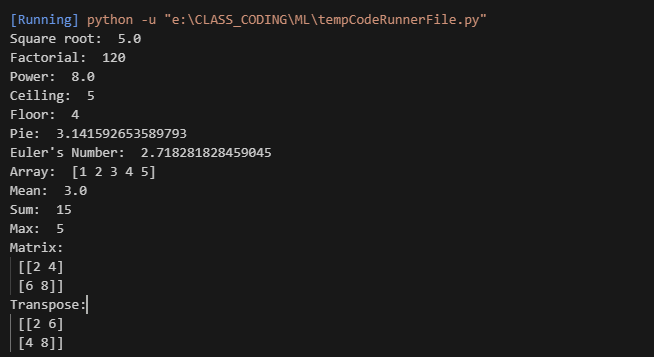 [Running] python -u "e:\CLASS_CODING\ML\tempCodeRunnerFile.py"
Square root:  5.0
Factorial:  120
Power:  8.0
Ceiling:  5
Floor:  4
Pie:  3.141592653589793
Euler's Number:  2.718281828459045
Array:  [1 2 3 4 5]
Mean:  3.0
Sum:  15
Max:  5
Matrix:
 [[2 4]
 [6 8]]
Transpose:
 [[2 6]
 [4 8]]